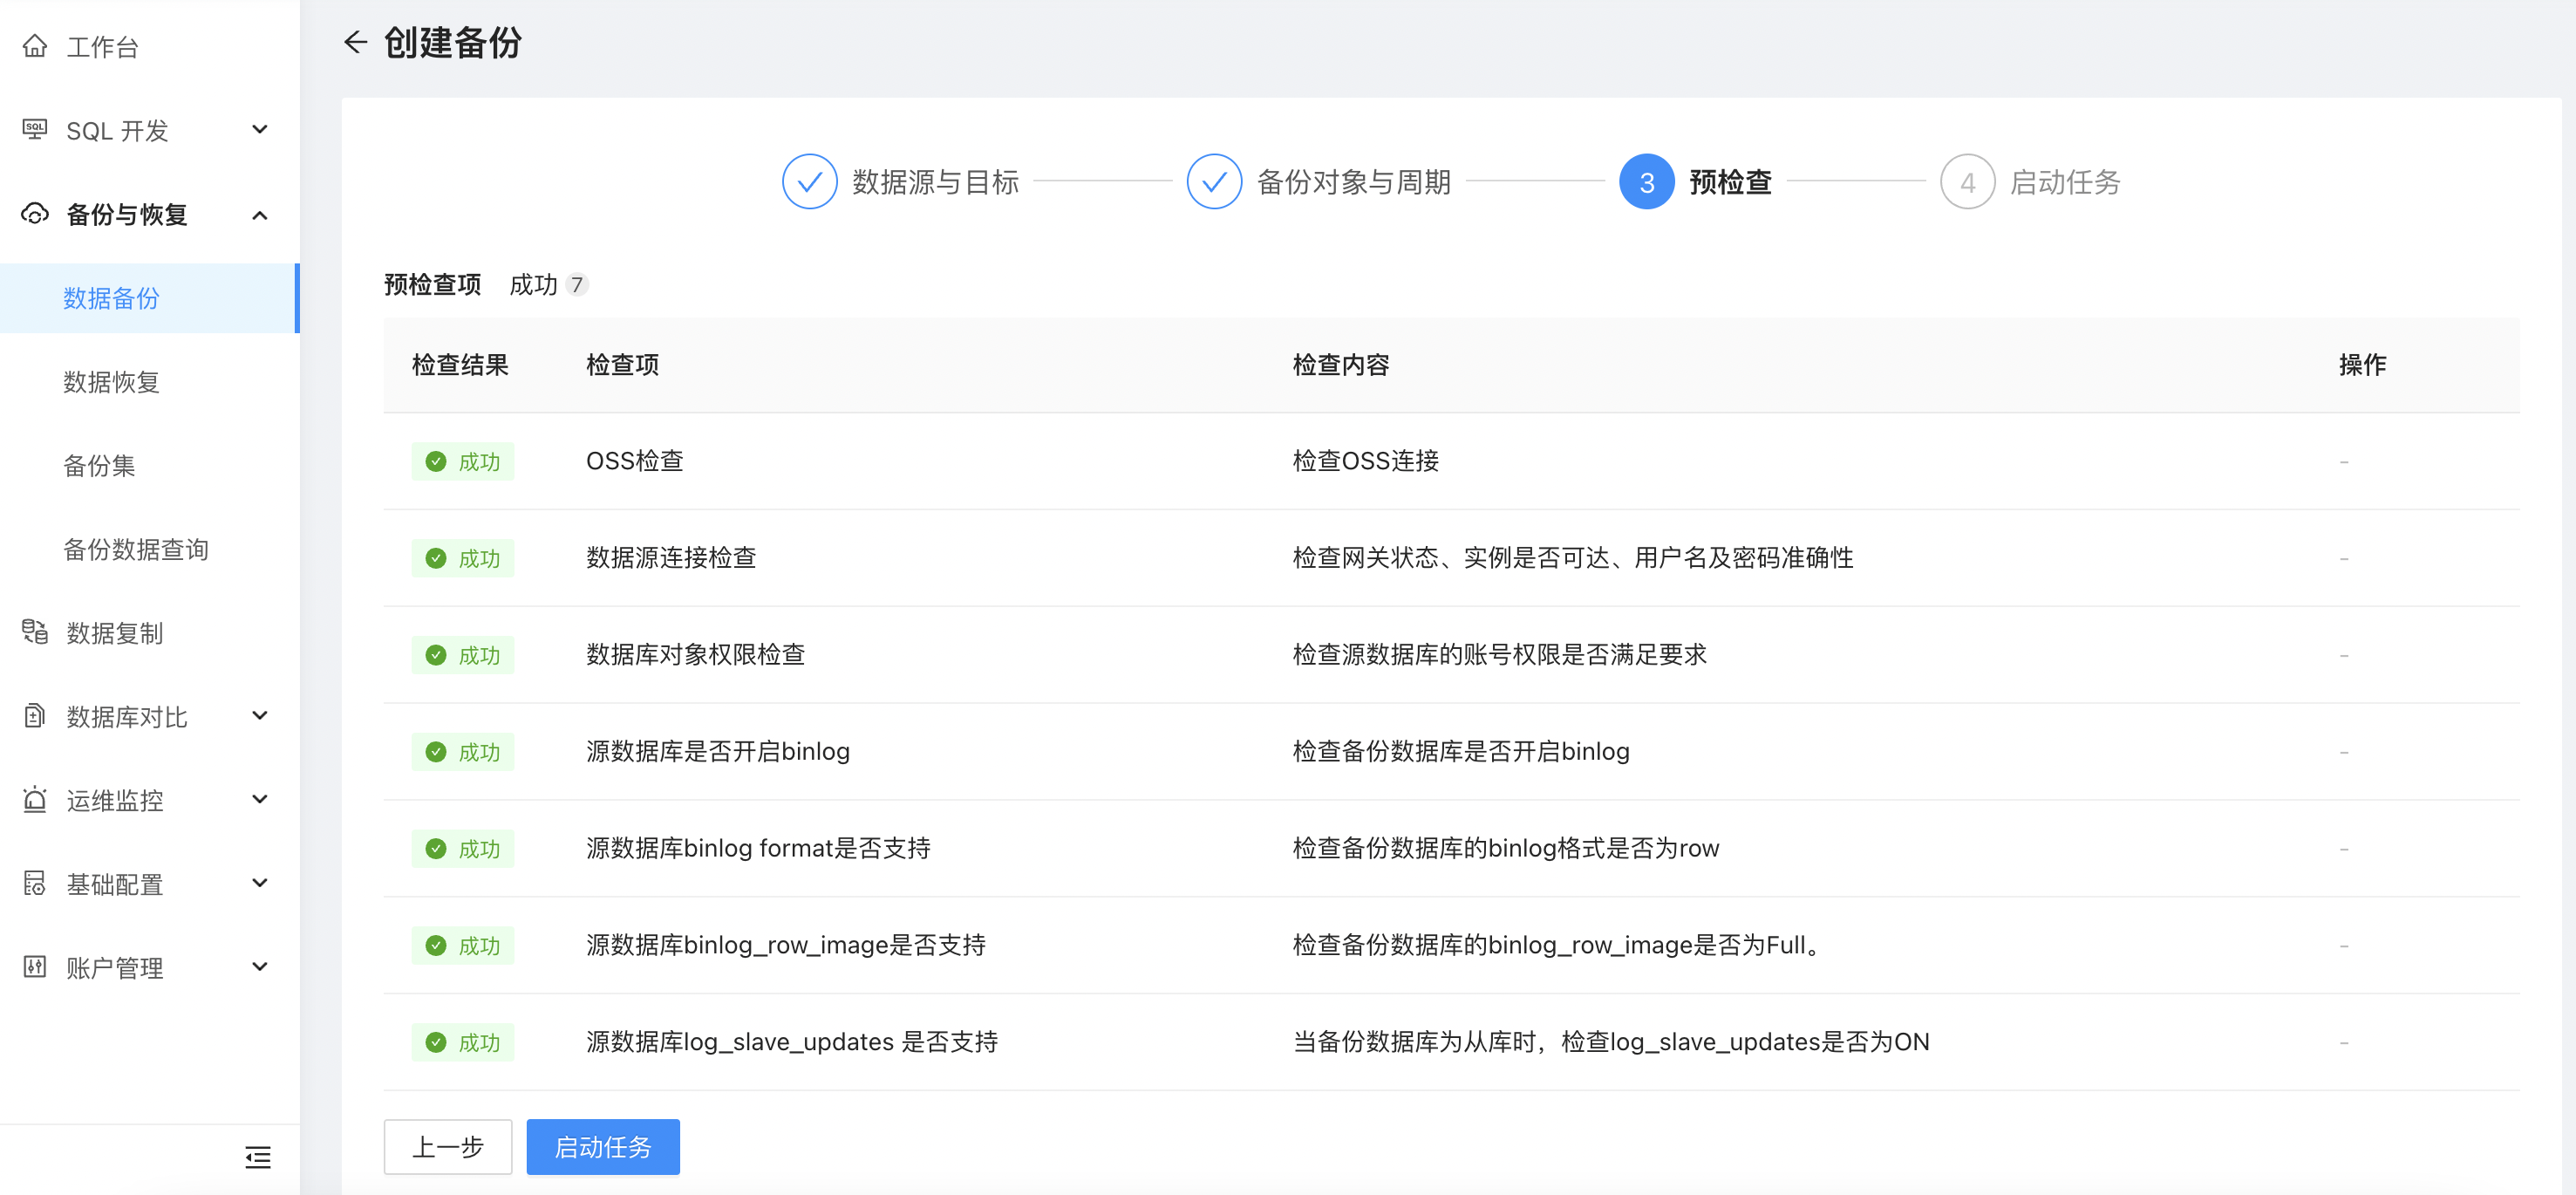 工作台
SQL 开发
备份与恢复
数据备份
数据恢复
备份集
备份数据查询
数据复制
数据库对比
运维监控
基础配置
账户管理
创建备份
数据源与目标
备份对象与周期
3 预检查
4 启动任务
预检查项 成功 7
检查结果 检查项 检查内容 操作
成功 OSS检查 检查OSS连接 -
成功 数据源连接检查 检查网关状态、实例是否可达、用户名及密码准确性 -
成功 数据库对象权限检查 检查源数据库的账号权限是否满足要求 -
成功 源数据库是否开启binlog 检查备份数据库是否开启binlog -
成功 源数据库binlog format是否支持 检查备份数据库的binlog格式是否为row -
成功 源数据库binlog_row_image是否支持 检查备份数据库的binlog_row_image是否为Full。 -
成功 源数据库log_slave_updates 是否支持 当备份数据库为从库时，检查log_slave_updates是否为ON -
上一步 启动任务